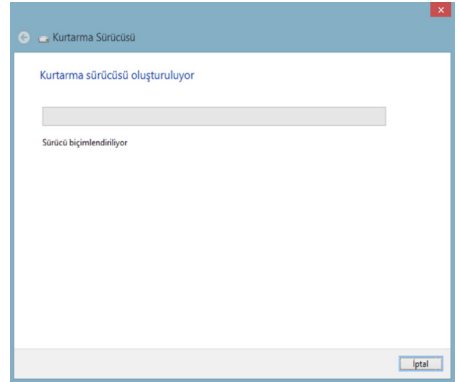 Kurtarma Sürücüsü
Kurtarma sürücüsü oluşturuluyor
Sürücü biçimlendiriliyor
İptal